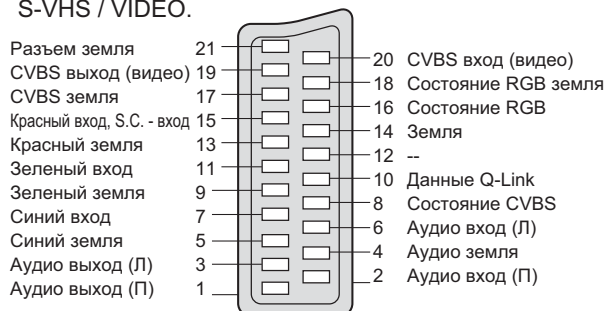 S-VHS / VIDEO.
Разъем земля 21
CVBS выход (видео) 19
CVBS земля 17
Красный вход, S.C. - вход 15
Красный земля 13
Зеленый вход 11
Зеленый земля 9
Синий вход 7
Синий земля 5
Аудио выход (Л) 3
Аудио выход (П) 1
20 CVBS вход (видео)
18 Состояние RGB земля
16 Состояние RGB
14 Земля
12 --
10 Данные Q-Link
8 Состояние CVBS
6 Аудио вход (Л)
4 Аудио земля
2 Аудио вход (П)